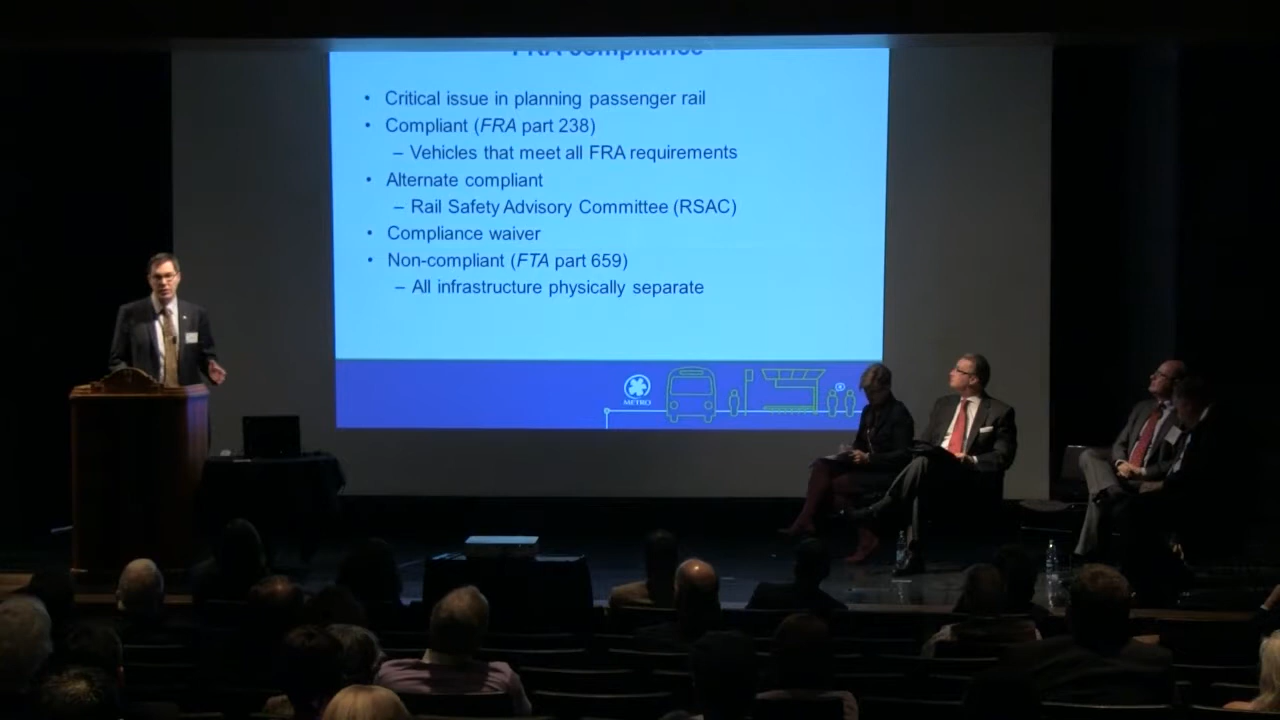 FRA compliance
• Critical issue in planning passenger rail
• Compliant (FRA part 238)
– Vehicles that meet all FRA requirements
• Alternate compliant
– Rail Safety Advisory Committee (RSAC)
• Compliance waiver
• Non-compliant (FTA part 659)
– All infrastructure physically separate
METRO